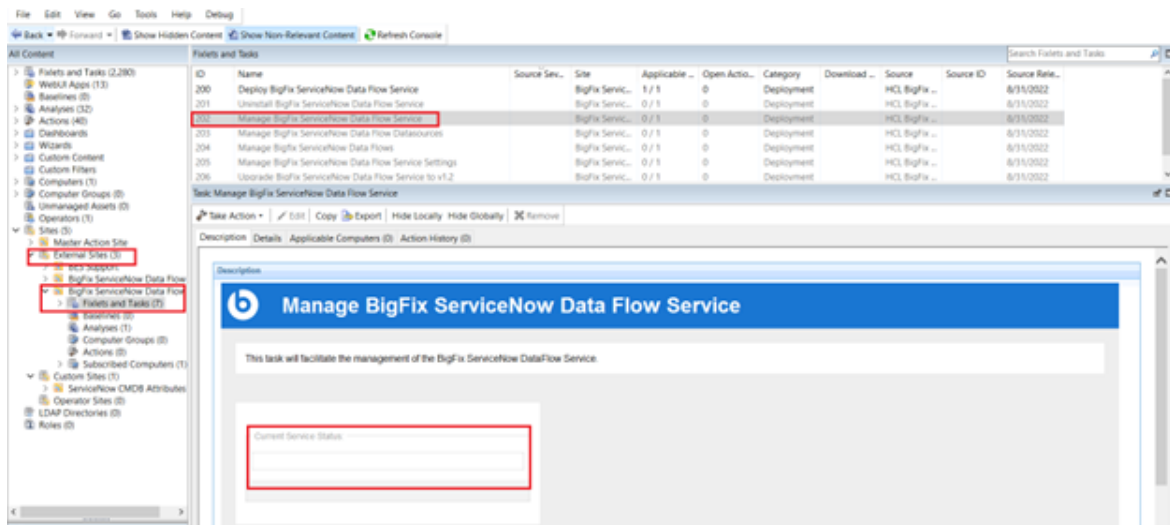 File Edit View Go Tools Help Debug
Back Forward Show Hidden Content Show Non-Relevant Content Refresh Console
All Content
Fixlets and Tasks (2,280)
WebUI Apps (13)
Baselines (0)
Analyses (32)
Actions (40)
Dashboards
Wizards
Custom Content
Custom Filters
Computers (1)
Computer Groups (0)
Unmanaged Assets (0)
Operators (1)
Sites (5)
Master Action Site
External Sites (3)
BES Support
BigFix ServiceNow Data Flow
BigFix ServiceNow Data Flow
Fixlets and Tasks (7)
Baselines (0)
Analyses (1)
Computer Groups (0)
Actions (0)
Subscribed Computers (1)
Custom Sites (1)
ServiceNow CMDB Attributes
Operator Sites (0)
LDAP Directories (0)
Roles (0)
Fixlets and Tasks Search Fixlets and Tasks
ID Name Source Sev... Site Applicable ... Open Actio... Category Download ... Source Source ID Source Rele...
200 Deploy BigFix ServiceNow Data Flow Service BigFix Servic... 1 / 1 0 Deployment HCL BigFix ... 8/31/2022
201 Uninstall BigFix ServiceNow Data Flow Service BigFix Servic... 0 / 1 0 Deployment HCL BigFix ... 8/31/2022
202 Manage BigFix ServiceNow Data Flow Service BigFix Servic... 0 / 1 0 Deployment HCL BigFix ... 8/31/2022
203 Manage BigFix ServiceNow Data Flow Datasources BigFix Servic... 0 / 1 0 Deployment HCL BigFix ... 8/31/2022
204 Manage Bigfix ServiceNow Data Flows BigFix Servic... 0 / 1 0 Deployment HCL BigFix ... 8/31/2022
205 Manage BigFix ServiceNow Data Flow Service Settings BigFix Servic... 0 / 1 0 Deployment HCL BigFix ... 8/31/2022
206 Upgrade BigFix ServiceNow Data Flow Service to v1.2 BigFix Servic... 0 / 1 0 Deployment HCL BigFix ... 8/31/2022
Task: Manage BigFix ServiceNow Data Flow Service
Take Action Edit Copy Export Hide Locally Hide Globally Remove
Description Details Applicable Computers (0) Action History (0)
Description
Manage BigFix ServiceNow Data Flow Service
This task will facilitate the management of the BigFix ServiceNow DataFlow Service.
Current Service Status